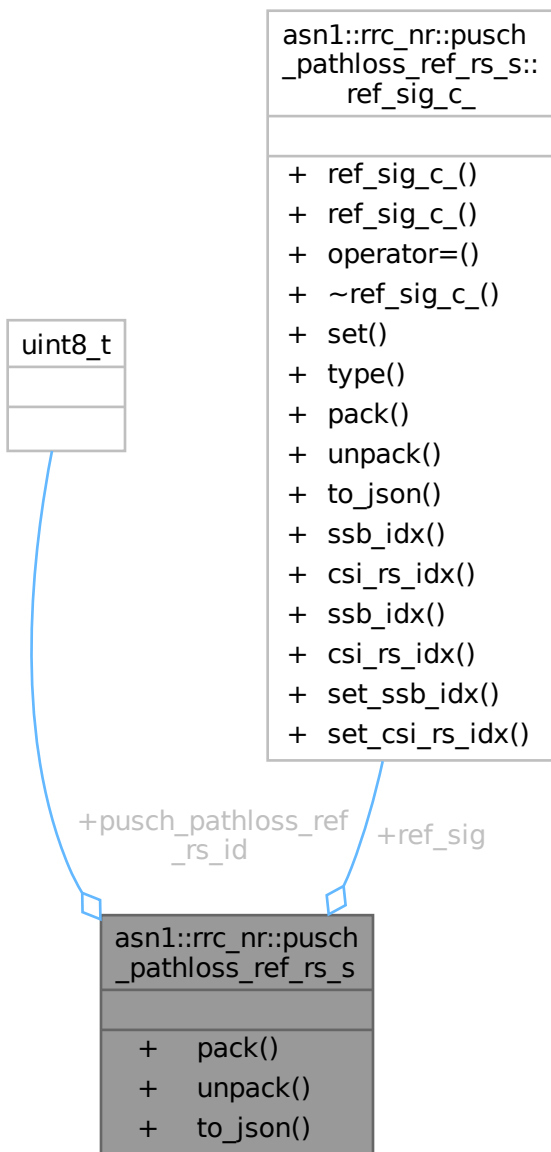 asn1::rrc_nr::pusch
_pathloss_ref_rs_s::
ref_sig_c_
+ ref_sig_c_()
+ ref_sig_c_()
+ operator=()
+ ~ref_sig_c_()
+ set()
+ type()
+ pack()
+ unpack()
+ to_json()
+ ssb_idx()
+ csi_rs_idx()
+ ssb_idx()
+ csi_rs_idx()
+ set_ssb_idx()
+ set_csi_rs_idx()
uint8_t
+pusch_pathloss_ref
_rs_id
+ref_sig
asn1::rrc_nr::pusch
_pathloss_ref_rs_s
+ pack()
+ unpack()
+ to_json()